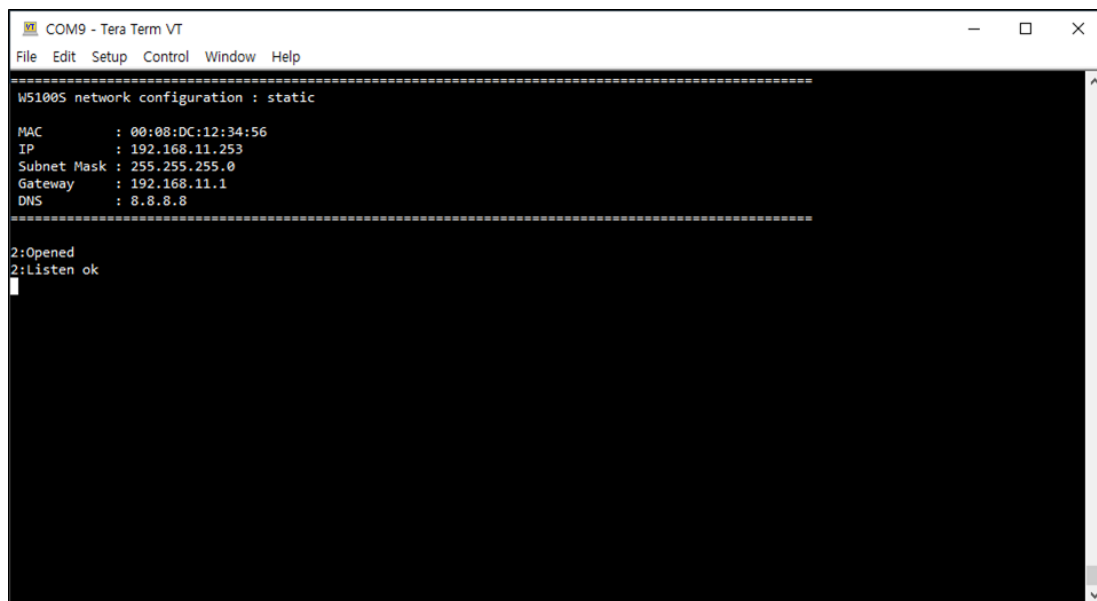 COM9 - Tera Term VT
File Edit Setup Control Window Help
====================================================================================================
W5100S network configuration : static
MAC : 00:08:DC:12:34:56
IP : 192.168.11.253
Subnet Mask : 255.255.255.0
Gateway : 192.168.11.1
DNS : 8.8.8.8
====================================================================================================
2:Opened
2:Listen ok